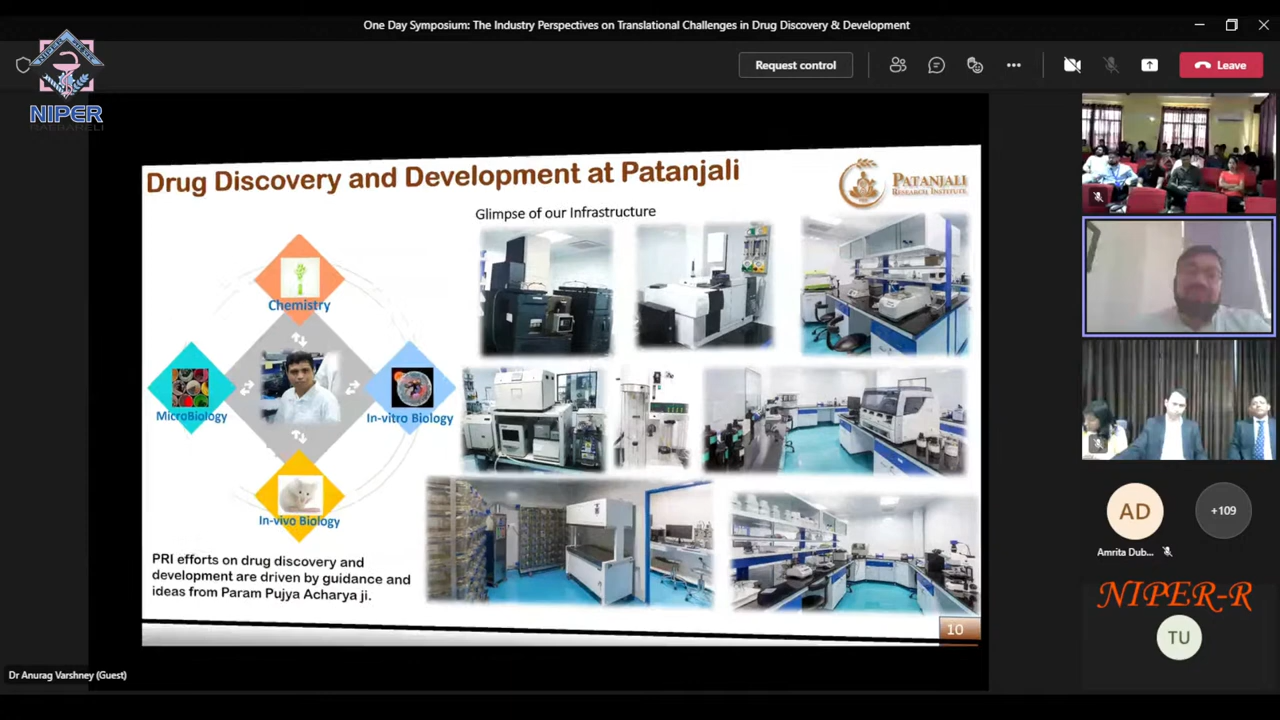 One Day Symposium: The Industry Perspectives on Translational Challenges in Drug Discovery & Development
Request control
Leave
NIPER
RAEBARELI
Drug Discovery and Development at Patanjali
PATANJALI
RESEARCH INSTITUTE
Glimpse of our Infrastructure
Chemistry
MicroBiology
In-vitro Biology
In-vivo Biology
PRI efforts on drug discovery and
development are driven by guidance and
ideas from Param Pujya Acharya ji.
10
AD
+109
Amrita Dub...
NIPER-R
TU
Dr Anurag Varshney (Guest)